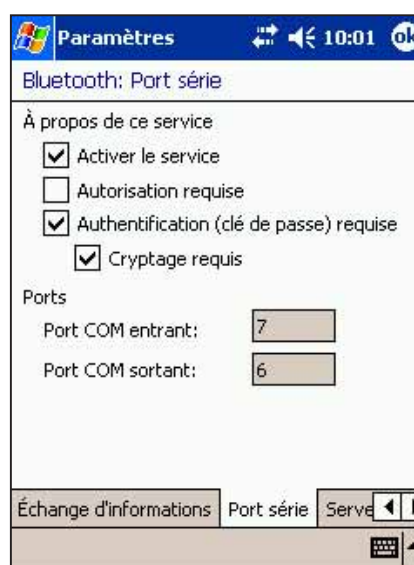 Paramètres 10:01 ok
Bluetooth: Port série
À propos de ce service
Activer le service
Autorisation requise
Authentification (clé de passe) requise
Cryptage requis
Ports
Port COM entrant: 7
Port COM sortant: 6
Échange d'informations Port série Serve